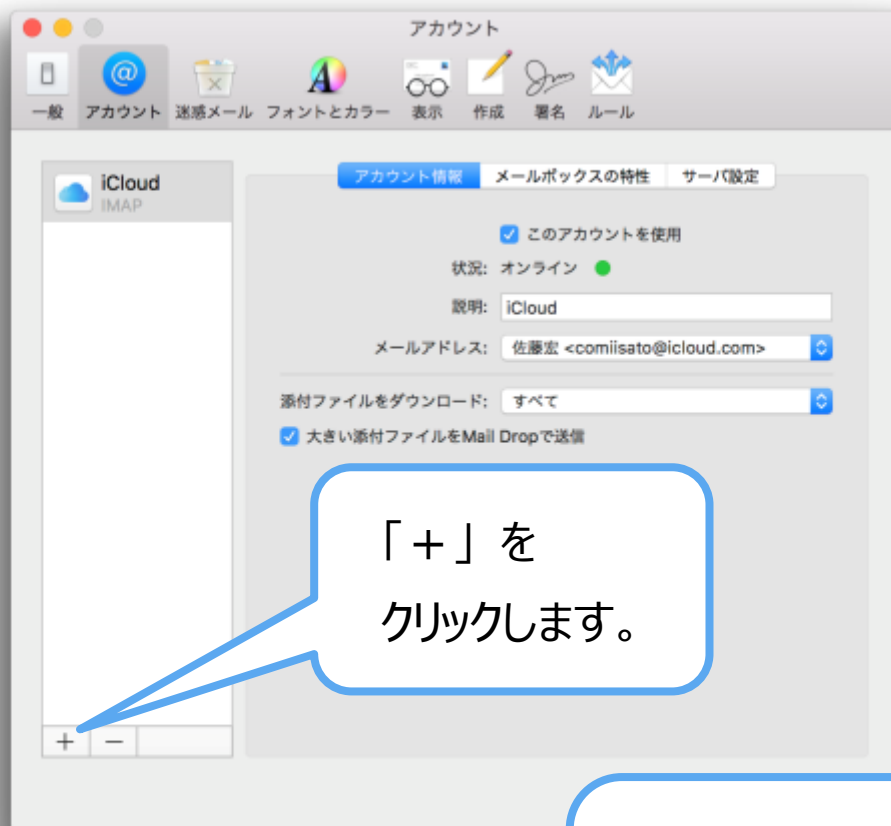 アカウント
一般 アカウント 迷惑メール フォントとカラー 表示 作成 署名 ルール
iCloud
IMAP
アカウント情報 メールボックスの特性 サーバ設定
このアカウントを使用
状況: オンライン
説明: iCloud
メールアドレス: 佐藤宏 <comiisato@icloud.com>
添付ファイルをダウンロード: すべて
大きい添付ファイルをMail Dropで送信
「+」を
クリックします。
+ −